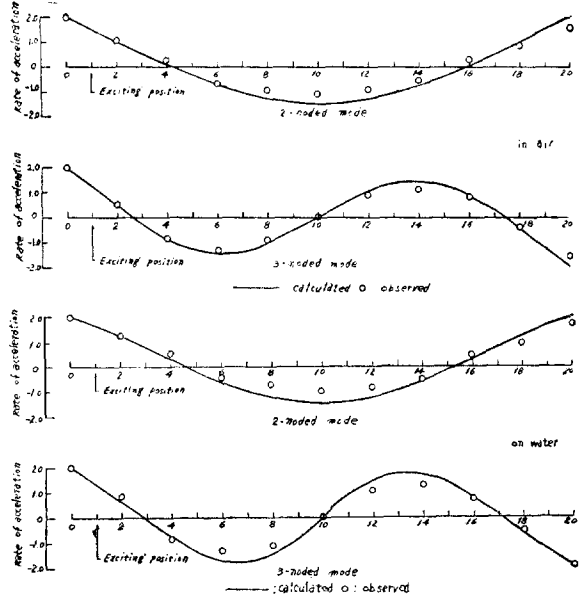 Rate of acceleration
2.0
1.0
0
-1.0
-2.0
0 2 4 6 8 10 12 14 16 18 20
Exciting position
2-noded mode
in air
Rate of acceleration
2.0
1.0
0
-1.0
-2.0
0 2 4 6 8 10 12 14 16 18 20
Exciting position
3-noded mode
calculated o observed
Rate of acceleration
2.0
1.0
0
-1.0
-2.0
0 2 4 6 8 10 12 14 16 18 20
Exciting position
2-noded mode
on water
Rate of acceleration
2.0
1.0
0
-1.0
-2.0
0 2 4 6 8 10 12 14 16 18 20
Exciting position
3-noded mode
: calculated o : observed